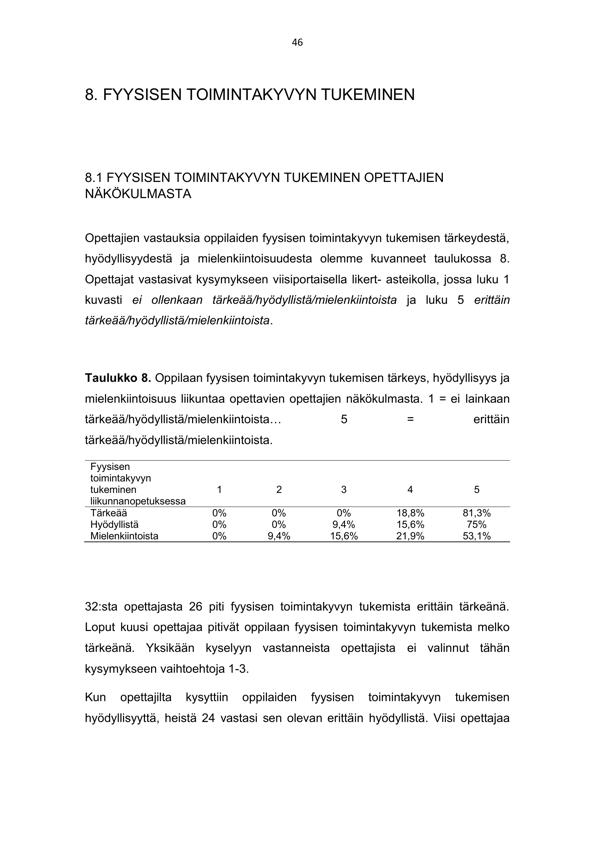 46
8. FYYSISEN TOIMINTAKYVYN TUKEMINEN
8.1 FYYSISEN TOIMINTAKYVYN TUKEMINEN OPETTAJIEN
NÄKÖKULMASTA
Opettajien vastauksia oppilaiden fyysisen toimintakyvyn tukemisen tärkeydestä,
hyödyllisyydestä ja mielenkiintoisuudesta olemme kuvanneet taulukossa 8.
Opettajat vastasivat kysymykseen viisiportaisella likert- asteikolla, jossa luku 1
kuvasti ei ollenkaan tärkeää/hyödyllistä/mielenkiintoista ja luku 5 erittäin
tärkeää/hyödyllistä/mielenkiintoista.
Taulukko 8. Oppilaan fyysisen toimintakyvyn tukemisen tärkeys, hyödyllisyys ja
mielenkiintoisuus liikuntaa opettavien opettajien näkökulmasta. 1 = ei lainkaan
tärkeää/hyödyllistä/mielenkiintoista… 5 = erittäin
tärkeää/hyödyllistä/mielenkiintoista.
Fyysisen
toimintakyvyn
tukeminen 1 2 3 4 5
liikunnanopetuksessa
Tärkeää 0% 0% 0% 18,8% 81,3%
Hyödyllistä 0% 0% 9,4% 15,6% 75%
Mielenkiintoista 0% 9,4% 15,6% 21,9% 53,1%
32:sta opettajasta 26 piti fyysisen toimintakyvyn tukemista erittäin tärkeänä.
Loput kuusi opettajaa pitivät oppilaan fyysisen toimintakyvyn tukemista melko
tärkeänä. Yksikään kyselyyn vastanneista opettajista ei valinnut tähän
kysymykseen vaihtoehtoja 1-3.
Kun opettajilta kysyttiin oppilaiden fyysisen toimintakyvyn tukemisen
hyödyllisyyttä, heistä 24 vastasi sen olevan erittäin hyödyllistä. Viisi opettajaa